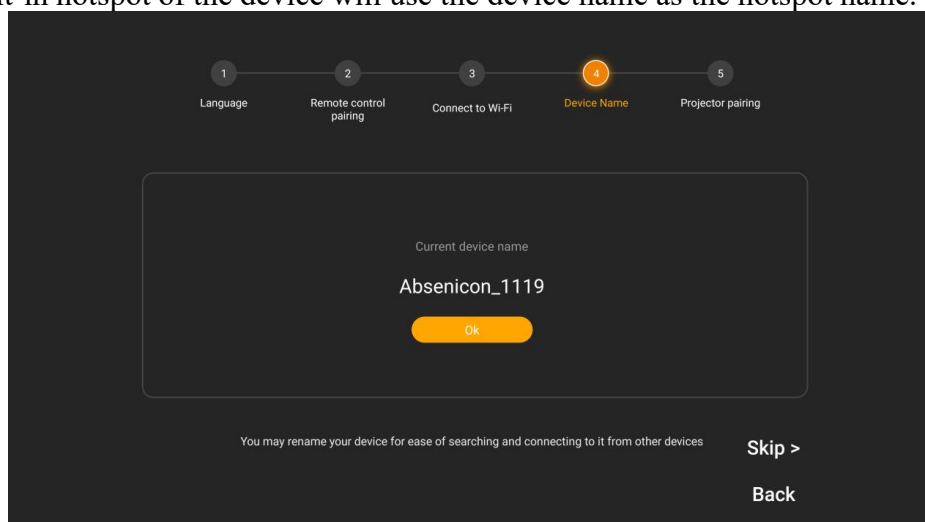 in hotspot of the device will use the device name as the hotspot name.
1 2 3 4 5
Language Remote control pairing Connect to Wi-Fi Device Name Projector pairing
Current device name
Absenicon_1119
Ok
You may rename your device for ease of searching and connecting to it from other devices
Skip >
Back